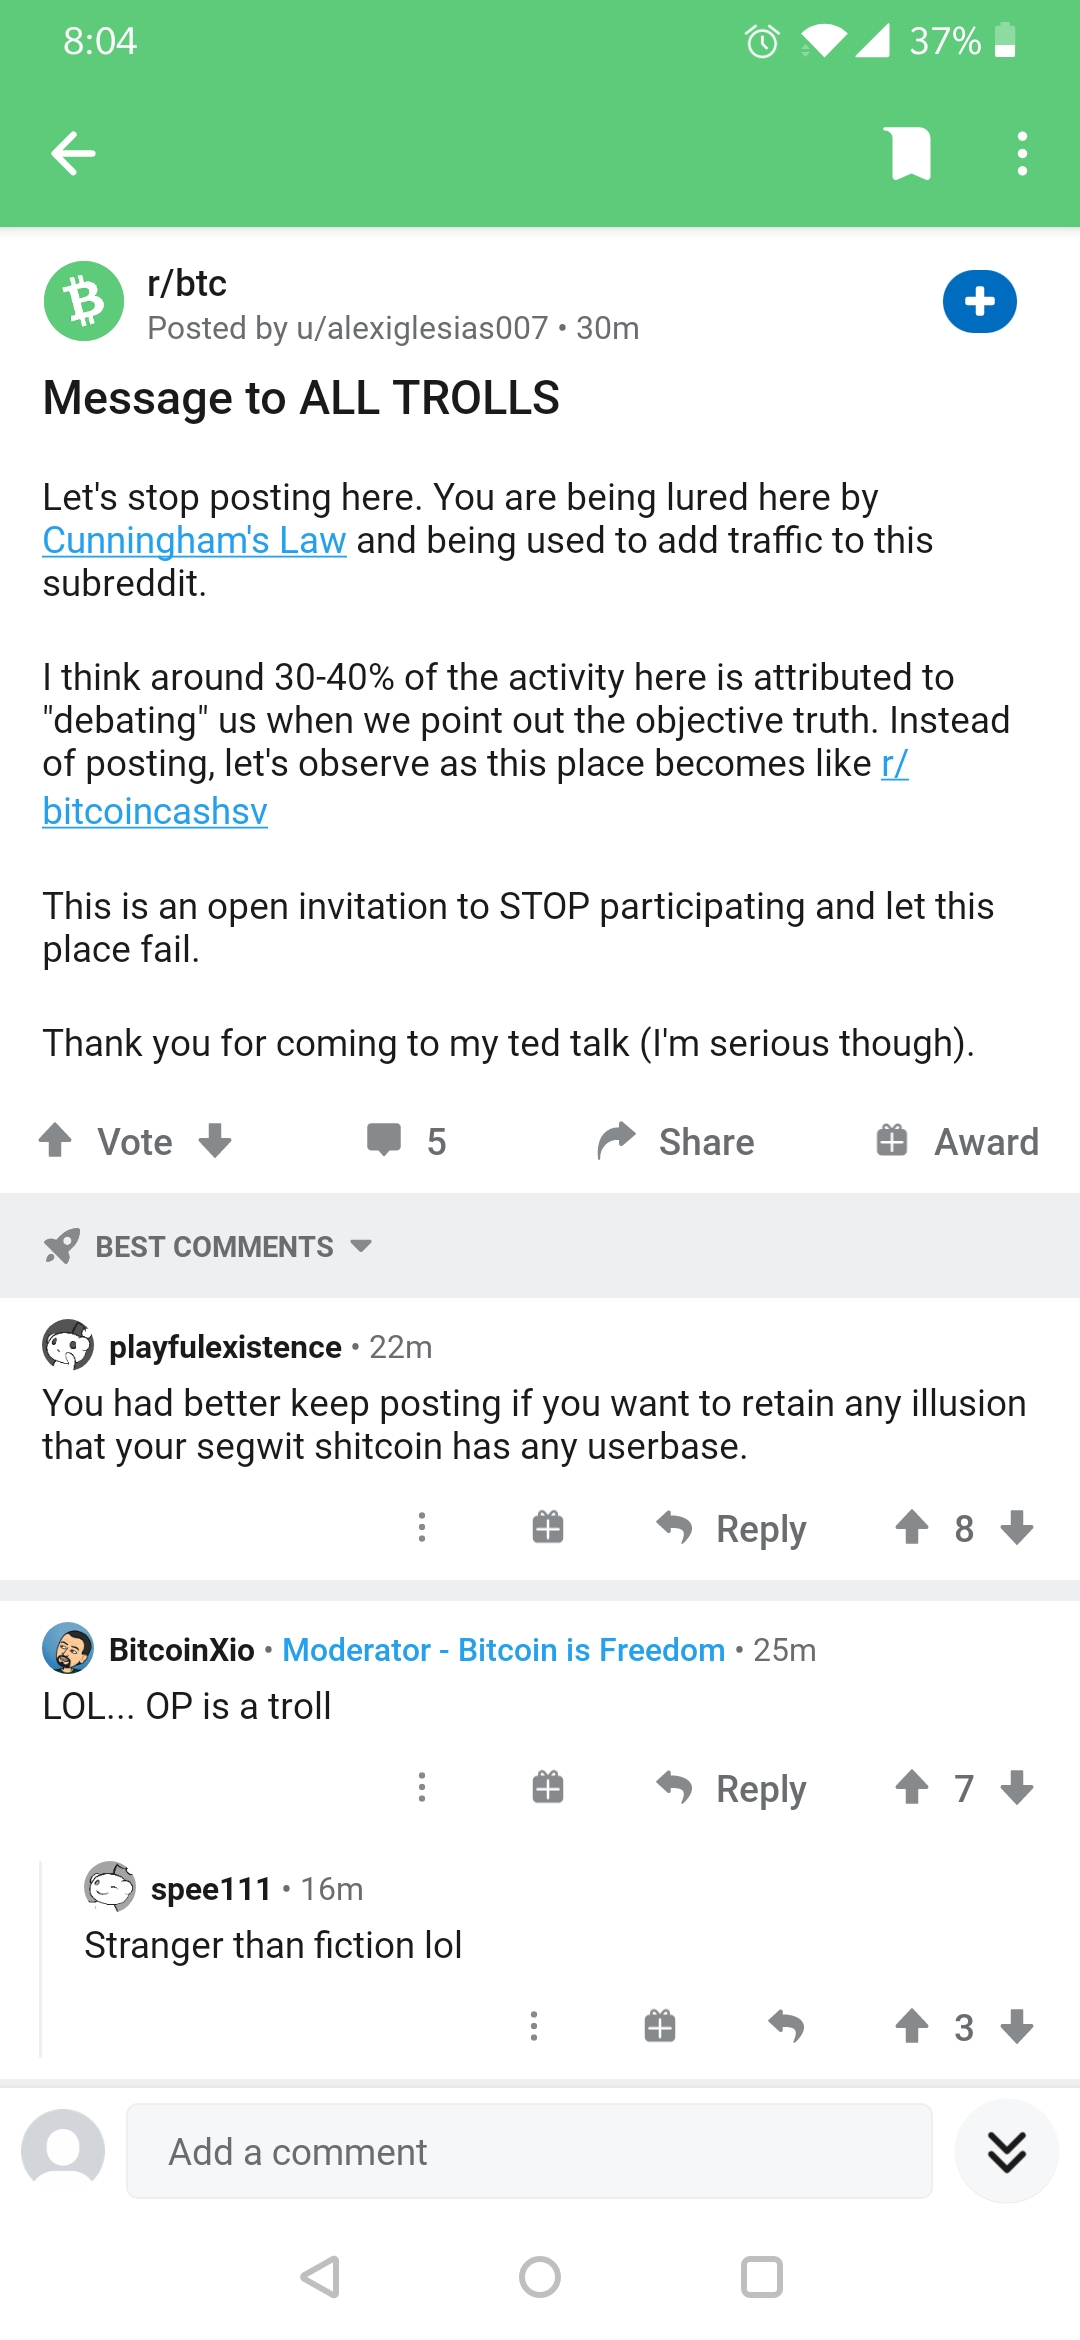 8:04
37%
r/btc
Posted by u/alexiglesias007 • 30m
Message to ALL TROLLS
Let's stop posting here. You are being lured here by
Cunningham's Law and being used to add traffic to this
subreddit.
I think around 30-40% of the activity here is attributed to
"debating" us when we point out the objective truth. Instead
of posting, let's observe as this place becomes like r/
bitcoincashsv
This is an open invitation to STOP participating and let this
place fail.
Thank you for coming to my ted talk (I'm serious though).
Vote 5 Share Award
BEST COMMENTS
playfulexistence • 22m
You had better keep posting if you want to retain any illusion
that your segwit shitcoin has any userbase.
Reply 8
BitcoinXio • Moderator - Bitcoin is Freedom • 25m
LOL... OP is a troll
Reply 7
spee111 • 16m
Stranger than fiction lol
3
Add a comment